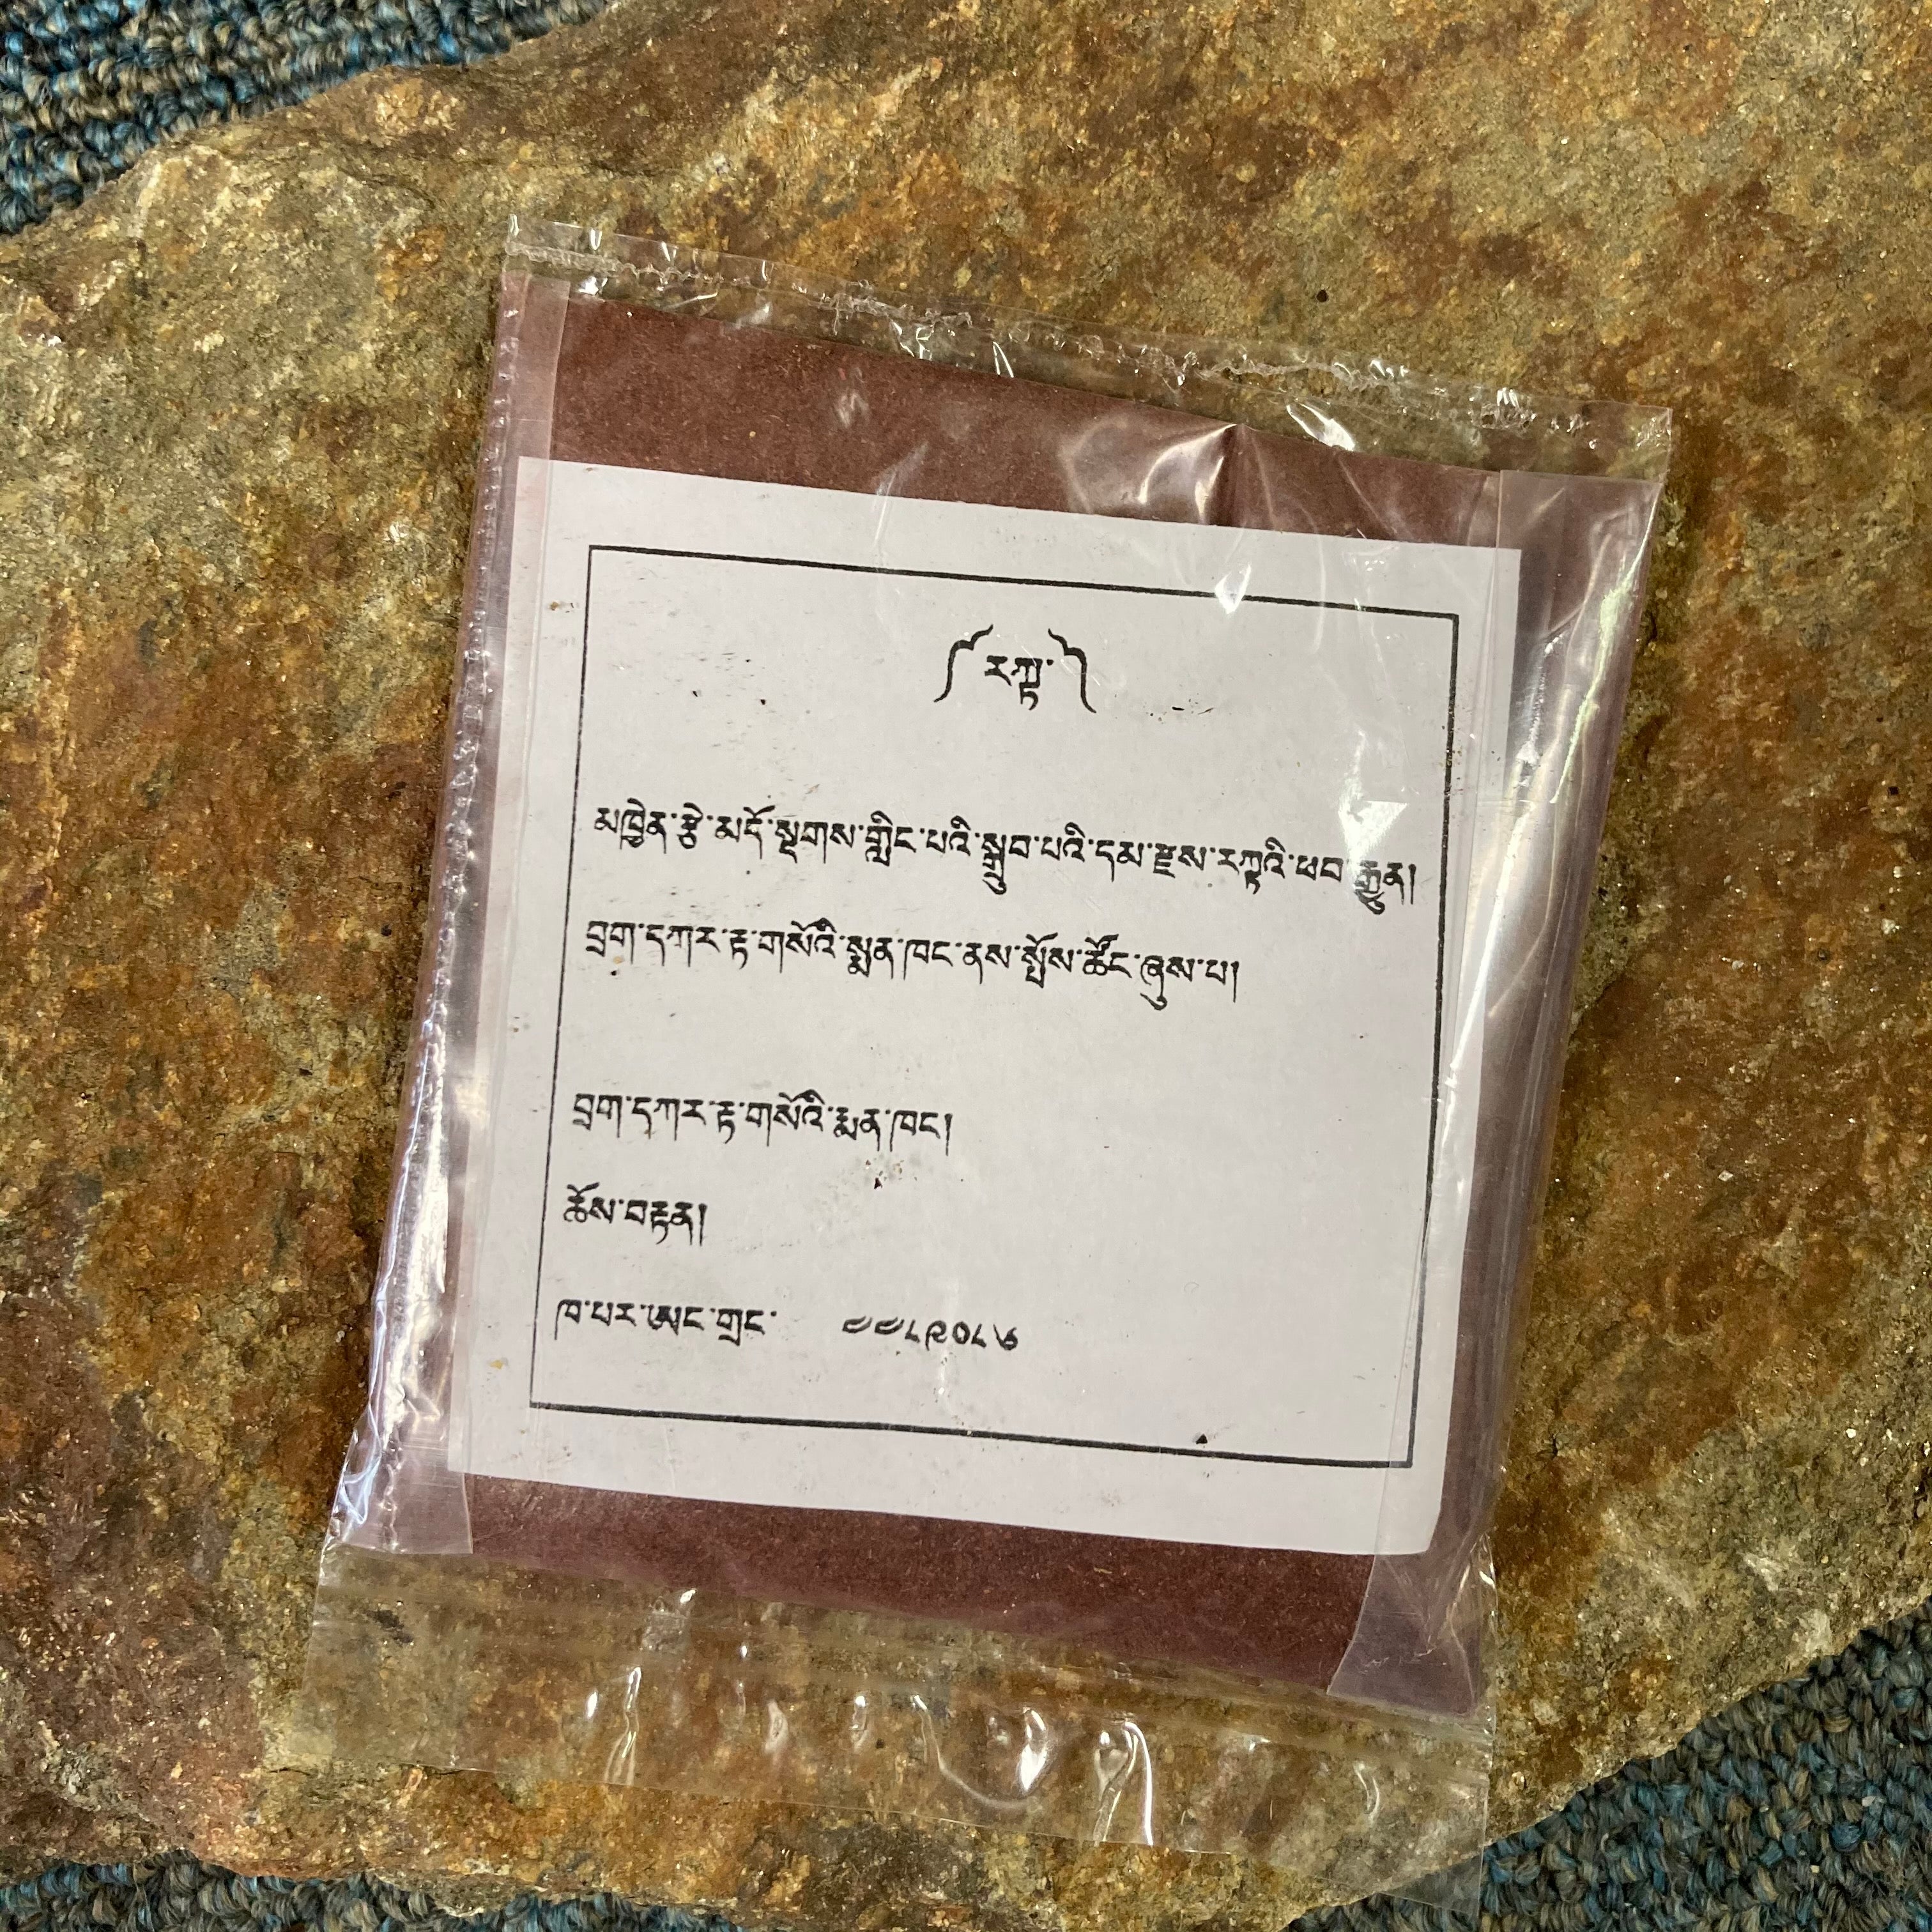 ༼ རཀྟ་ ༽
མཁྱེན་རྩེ་མདོ་སྔགས་གླིང་པའི་སྒྲུབ་པའི་དམ་རྫས་རཀྟའི་ཕབ་རྒྱུན།
བྲག་དཀར་རྟ་གསོའི་སྨན་ཁང་ནས་སྤོས་ཚོང་ཞུས་པ།
བྲག་དཀར་རྟ་གསོའི་སྨན་ཁང།
ཆོས་བརྟན།
ཁ་པར་ཨང་གྲང་ ༠༠༨༩༠༨༦